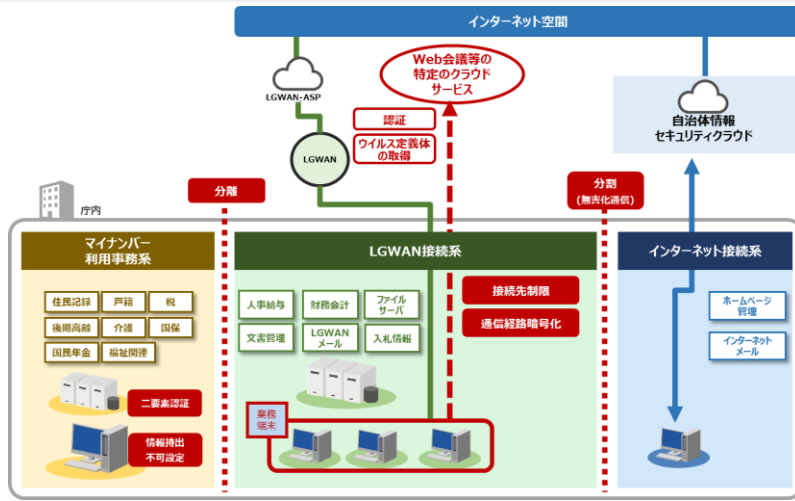 インターネット空間
Web会議等の
特定のクラウド
サービス
LGWAN-ASP
認証
ウイルス定義体
の取得
LGWAN
自治体情報
セキュリティクラウド
分離
分割
(無害化通信)
庁内
マイナンバー
利用事務系
住民記録
戸籍
税
後期高齢
介護
国保
国民年金
福祉関連
二要素認証
情報持出
不可設定
LGWAN接続系
人事給与
財務会計
ファイル
サーバ
文書管理
LGWAN
メール
入札情報
接続先制限
通信経路暗号化
業務
端末
インターネット接続系
ホームページ
管理
インターネット
メール